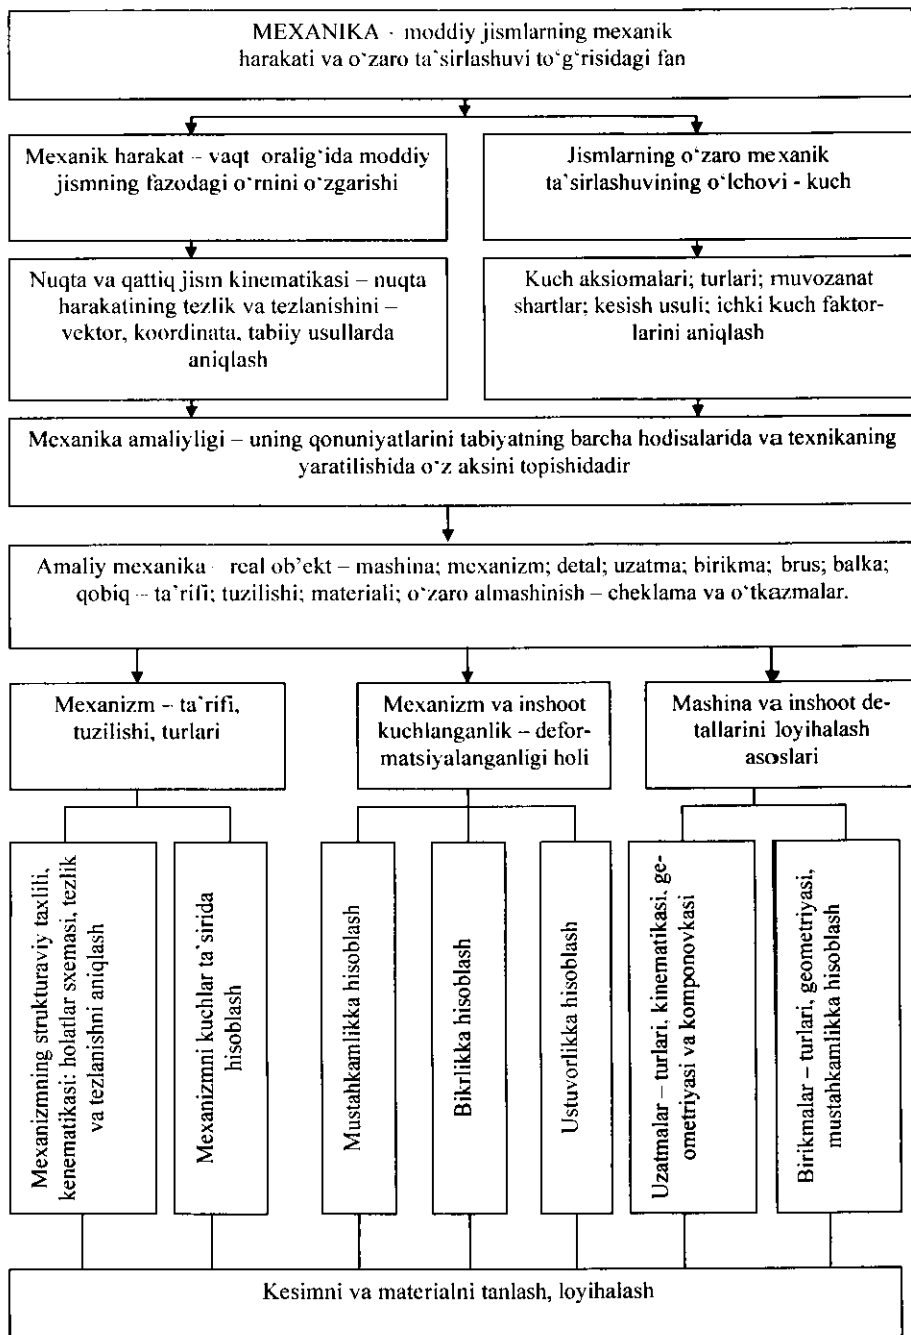 MEXANIKA - moddiy jismlarning mexanik
harakati va o‘zaro ta`sirlashuvi to‘g‘risidagi fan
Mexanik harakat – vaqt oralig‘ida moddiy
jismning fazodagi o‘rnini o‘zgarishi
Jismlarning o‘zaro mexanik
ta`sirlashuvining o‘lchovi - kuch
Nuqta va qattiq jism kinematikasi – nuqta
harakatining tezlik va tezlanishini –
vektor, koordinata, tabiiy usullarda
aniqlash
Kuch aksiomalari; turlari; muvozanat
shartlar; kesish usuli; ichki kuch faktor-
larini aniqlash
Mexanika amaliyligi – uning qonuniyatlarini tabiyatning barcha hodisalarida va texnikaning
yaratilishida o‘z aksini topishidadir
Amaliy mexanika - real ob’ekt – mashina; mexanizm; detal; uzatma; birikma; brus; balka;
qobiq – ta`rifi; tuzilishi; materiali; o‘zaro almashinish – cheklama va o‘tkazmalar.
Mexanizm – ta`rifi,
tuzilishi, turlari
Mexanizm va inshoot
kuchlanganlik – defor-
matsiyalanganligi holi
Mashina va inshoot de-
tallarini loyihalash
asoslari
Mexanizmning strukturaviy taxlili,
kenematikasi: holatlar sxemasi, tezlik
va tezlanishni aniqlash
Mexanizmni kuchlar ta`sirida
hisoblash
Mustahkamlikka hisoblash
Bikrlikka hisoblash
Ustuvorlikka hisoblash
Uzatmalar – turlari, kinematikasi, ge-
ometriyasi va komponovkasi
Birikmalar – turlari, geometriyasi,
mustahkamlikka hisoblash
Kesimni va materialni tanlash, loyihalash